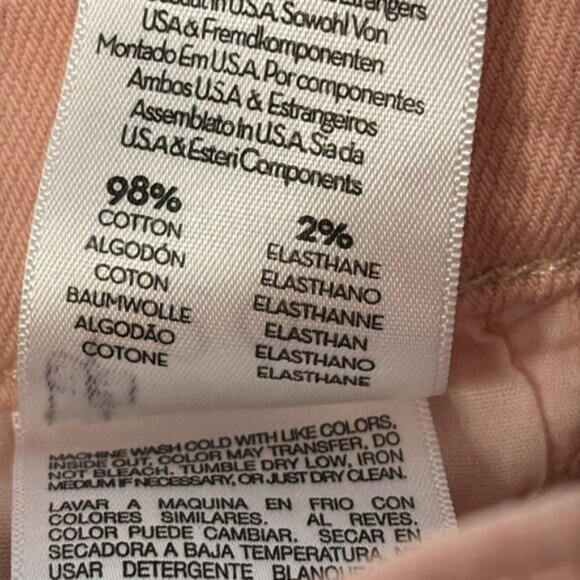 in U.S.A. Sowohl Von
USA & Fremdkomponenten
Montado Em U.S.A. Por componentes
Ambos U.S.A & Estrangeiros
Assemblato In U.S.A. Sia da
U.S.A & Esteri Components
98%
COTTON
ALGODÓN
COTON
BAUMWOLLE
ALGODÃO
COTONE
2%
ELASTHANE
ELASTHANO
ELASTHANNE
ELASTHAN
ELASTHANO
ELASTHANE
MACHINE WASH COLD WITH LIKE COLORS,
INSIDE OUT. COLOR MAY TRANSFER, DO
NOT BLEACH. TUMBLE DRY LOW, IRON
MEDIUM IF NECESSARY, OR JUST DRY CLEAN.
LAVAR A MAQUINA EN FRIO CON
COLORES SIMILARES. AL REVES.
COLOR PUEDE CAMBIAR. SECAR EN
SECADORA A BAJA TEMPERATURA
USAR DETERGENTE